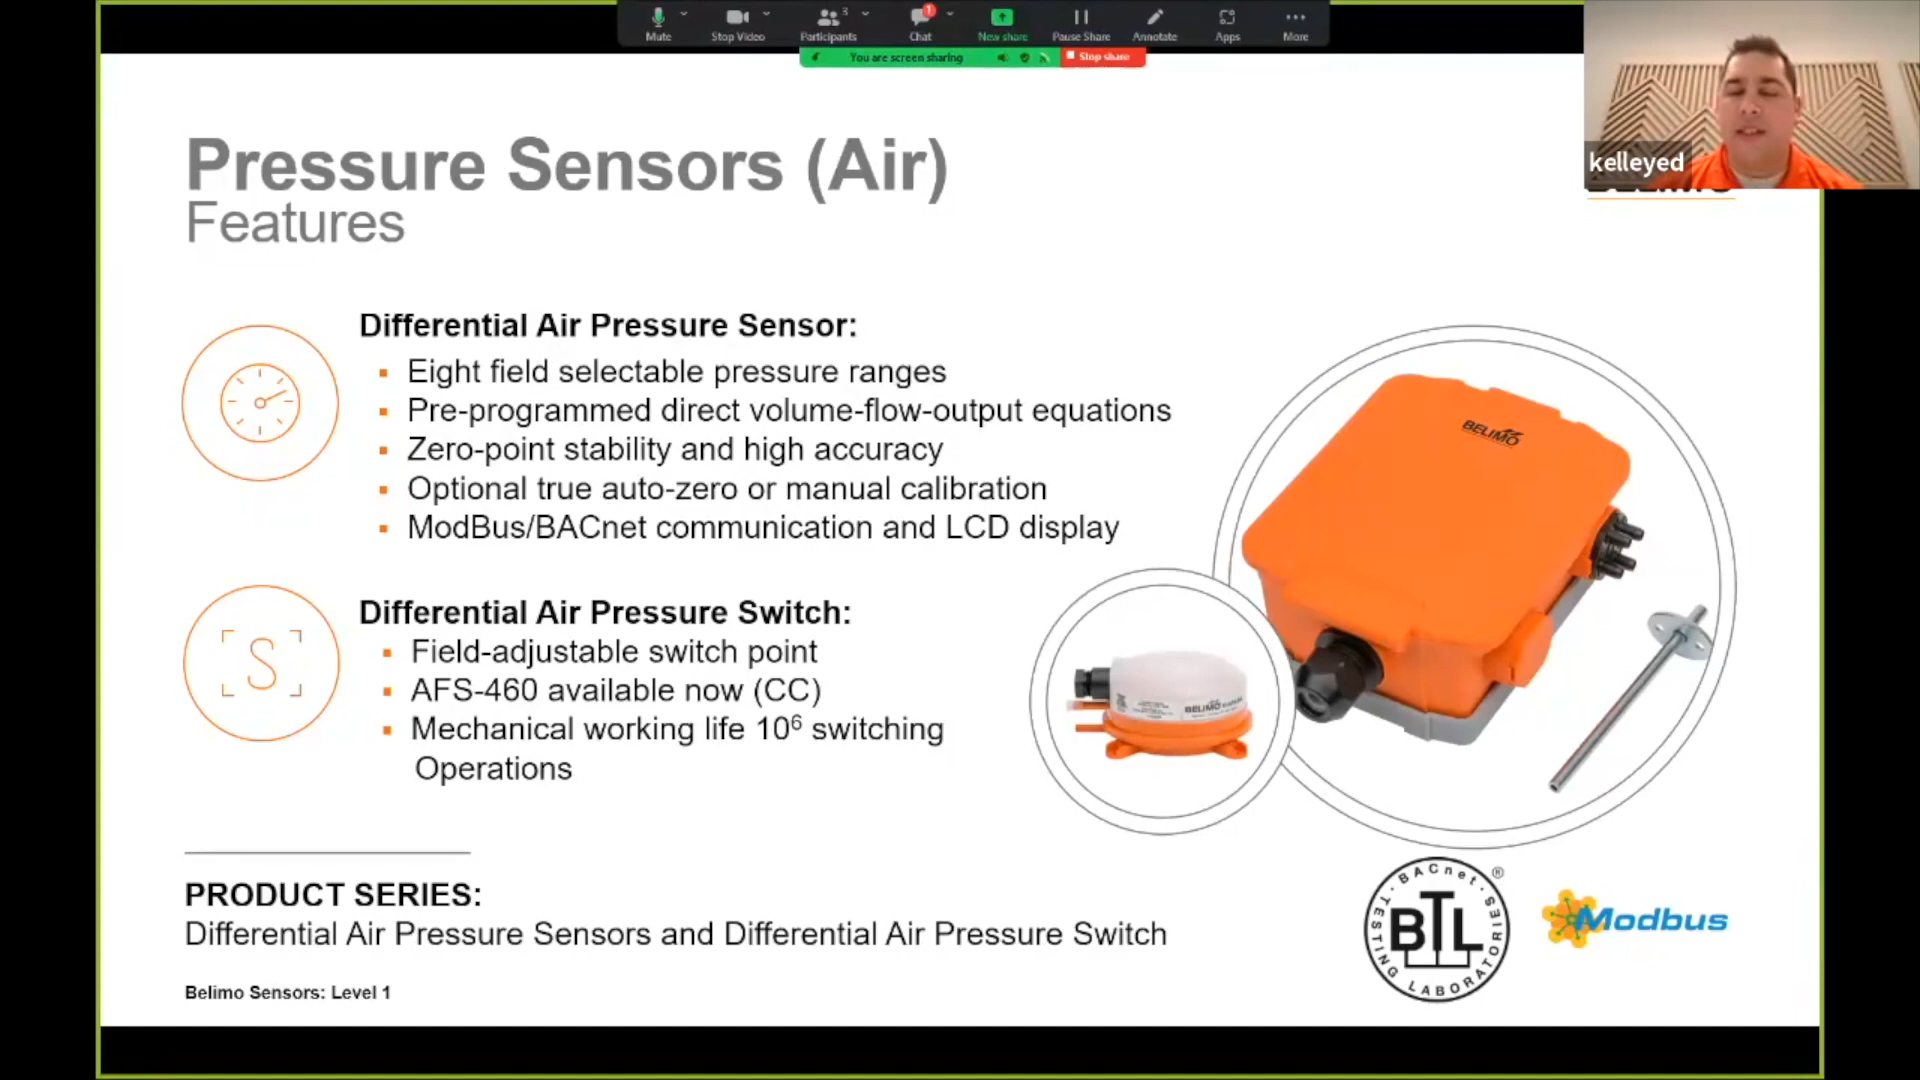 Mute
Stop Video
Participants
3
Chat
1
New share
Pause Share
Annotate
Apps
More
You are screen sharing
Stop share
kelleyed
Pressure Sensors (Air)
Features
Differential Air Pressure Sensor:
Eight field selectable pressure ranges
Pre-programmed direct volume-flow-output equations
Zero-point stability and high accuracy
Optional true auto-zero or manual calibration
ModBus/BACnet communication and LCD display
S
Differential Air Pressure Switch:
Field-adjustable switch point
AFS-460 available now (CC)
Mechanical working life 10⁶ switching
Operations
BELIMO
BELIMO
PRODUCT SERIES:
Differential Air Pressure Sensors and Differential Air Pressure Switch
BACnet
BTL
TESTING LABORATORIES
®
Modbus
Belimo Sensors: Level 1